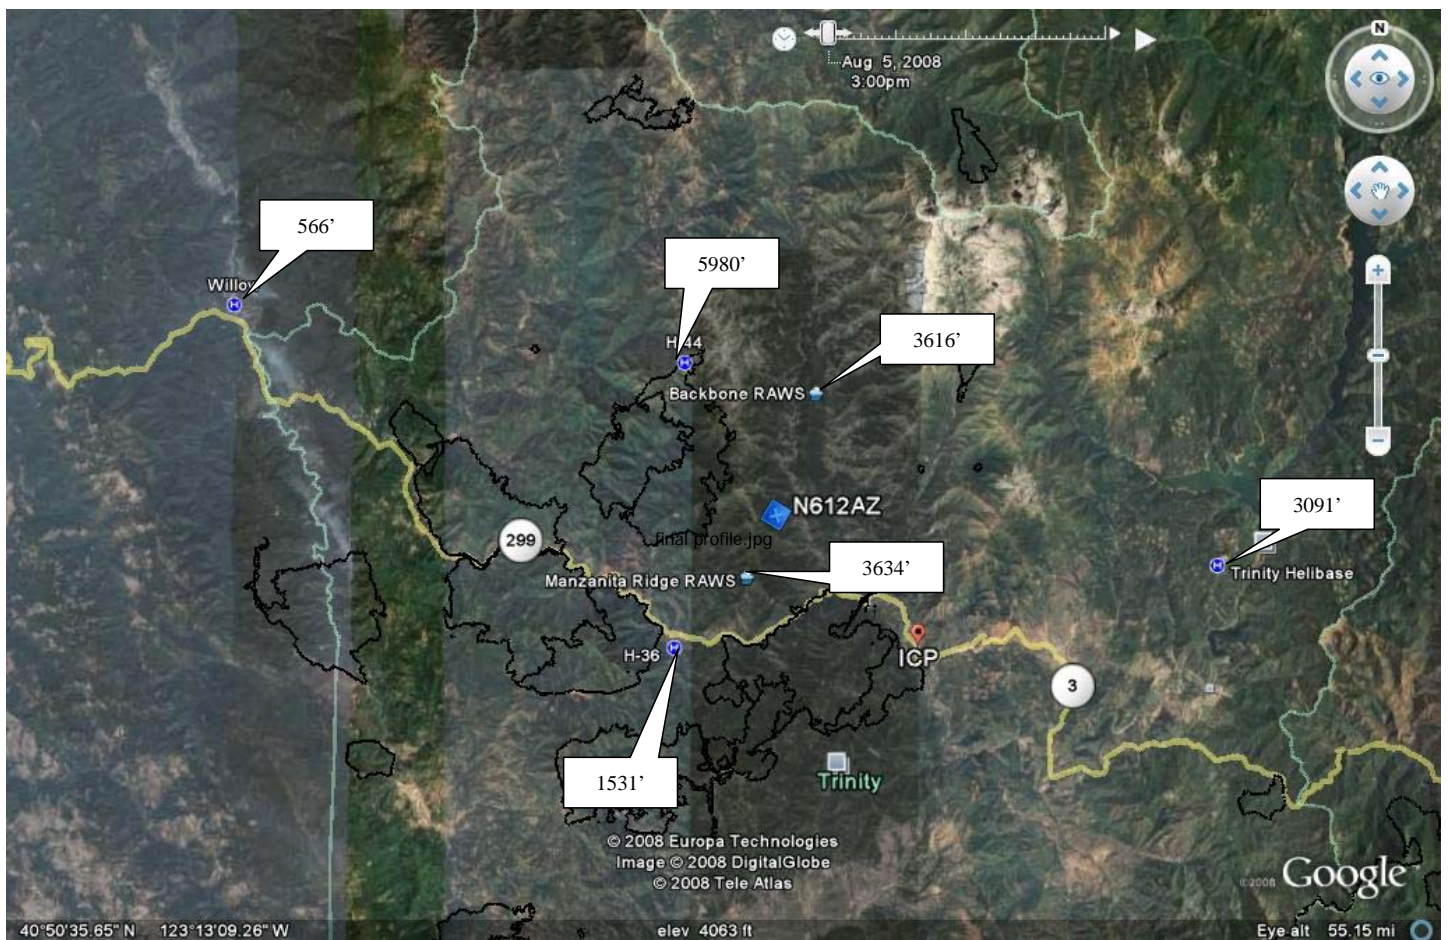 N
Aug 5, 2008
3:00pm
566’
5980’
3616’
H-44
Backbone RAWS
N612AZ
3091’
299
final profile.jpg
3634’
Manzanita Ridge RAWS
Trinity Helibase
H-36
ICP
3
1531’
Trinity
© 2008 Europa Technologies
Image © 2008 DigitalGlobe
© 2008 Tele Atlas
©2008 Google
40°50'35.65" N 123°13'09.26" W
elev 4063 ft
Eye alt 55.15 mi